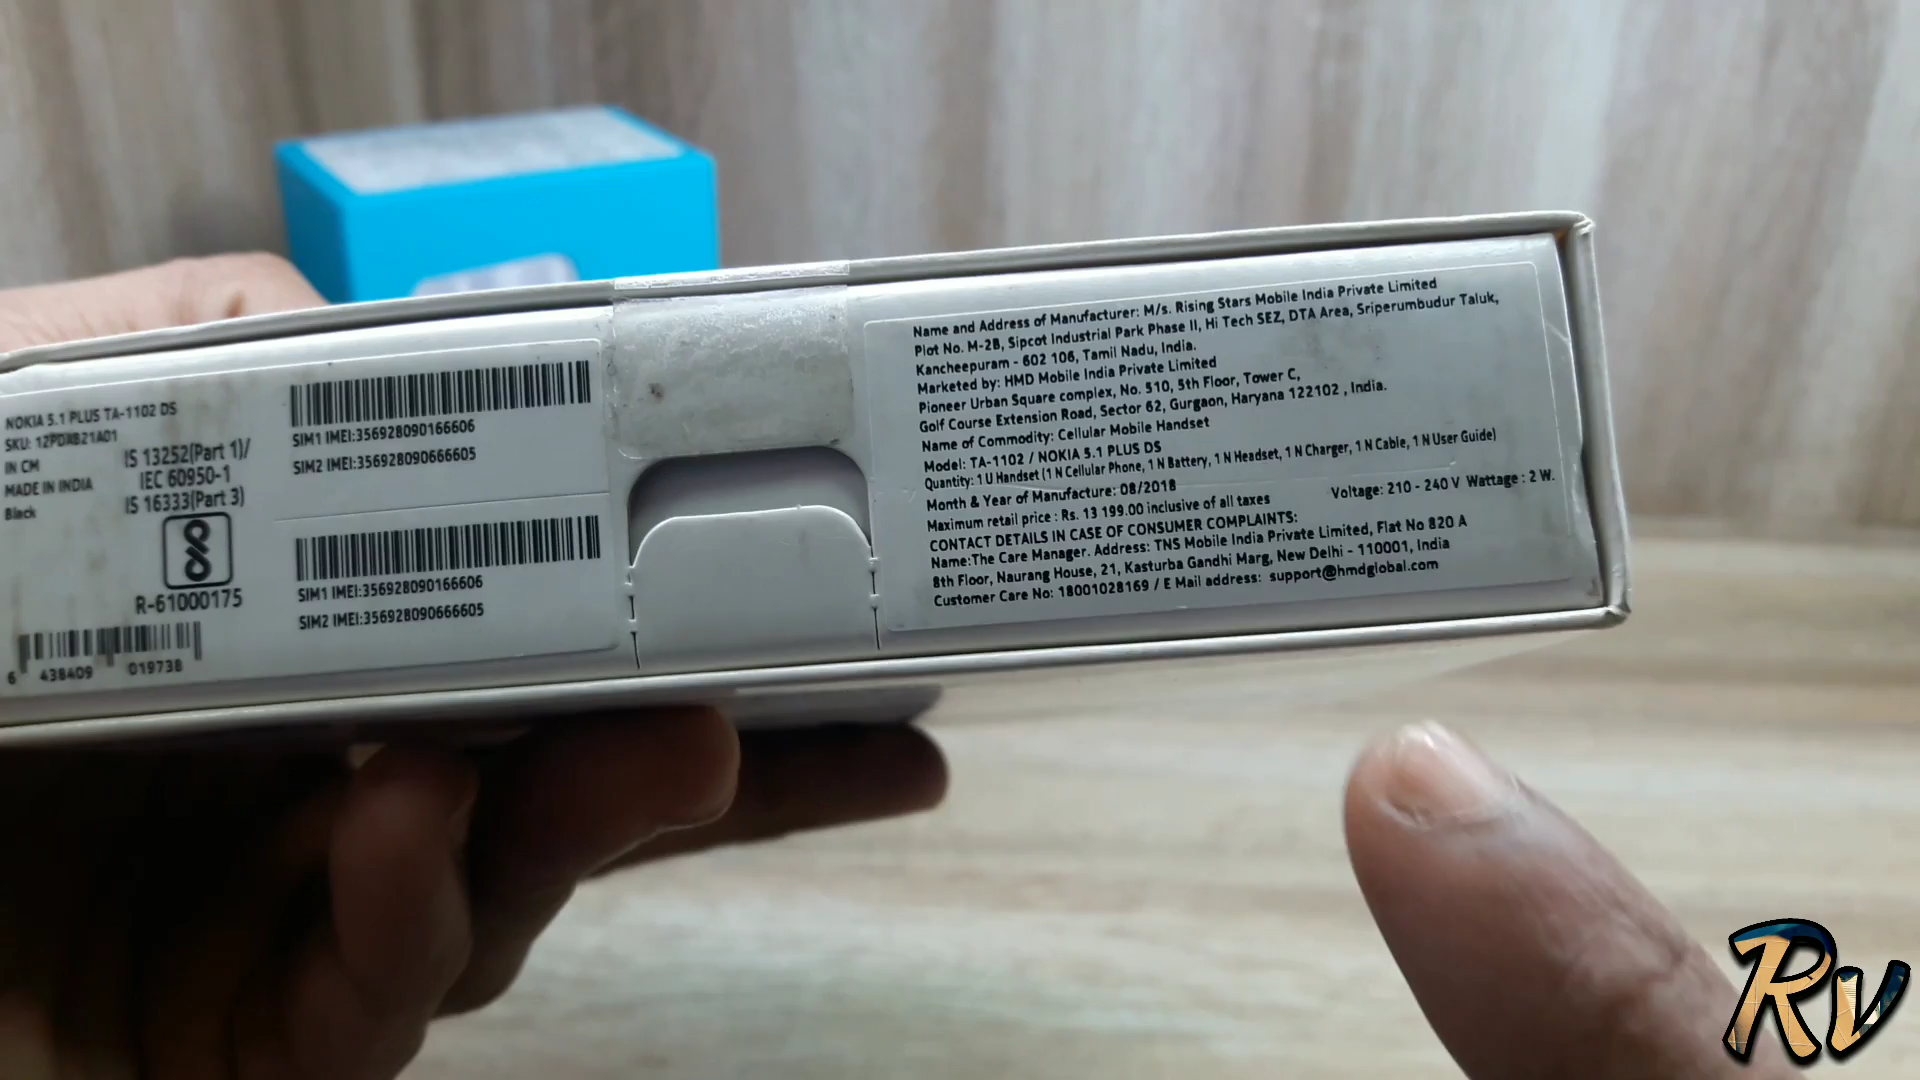 NOKIA 5.1 PLUS TA-1102 DS
SKU: 12PDAB21A01
IN CM
MADE IN INDIA
Black
IS 13252(Part 1)/
IEC 60950-1
IS 16333(Part 3)
R-61000175
6 438409 019738
SIM1 IMEI:356928090166606
SIM2 IMEI:356928090666605
SIM1 IMEI:356928090166606
SIM2 IMEI:356928090666605
Name and Address of Manufacturer: M/s. Rising Stars Mobile India Private Limited
Plot No. M-2B, Sipcot Industrial Park Phase II, Hi Tech SEZ, DTA Area, Sriperumbudur Taluk,
Kancheepuram - 602 106, Tamil Nadu, India.
Marketed by: HMD Mobile India Private Limited
Pioneer Urban Square complex, No. 510, 5th Floor, Tower C,
Golf Course Extension Road, Sector 62, Gurgaon, Haryana 122102 , India.
Name of Commodity: Cellular Mobile Handset
Model: TA-1102 / NOKIA 5.1 PLUS DS
Quantity: 1 U Handset (1 N Cellular Phone, 1 N Battery, 1 N Headset, 1 N Charger, 1 N Cable, 1 N User Guide)
Month & Year of Manufacture: 08/2018
Maximum retail price : Rs. 13 199.00 inclusive of all taxes Voltage: 210 - 240 V Wattage : 2 W.
CONTACT DETAILS IN CASE OF CONSUMER COMPLAINTS:
Name:The Care Manager. Address: TNS Mobile India Private Limited, Flat No 820 A
8th Floor, Naurang House, 21, Kasturba Gandhi Marg, New Delhi - 110001, India
Customer Care No: 18001028169 / E Mail address: support@hmdglobal.com
Rv